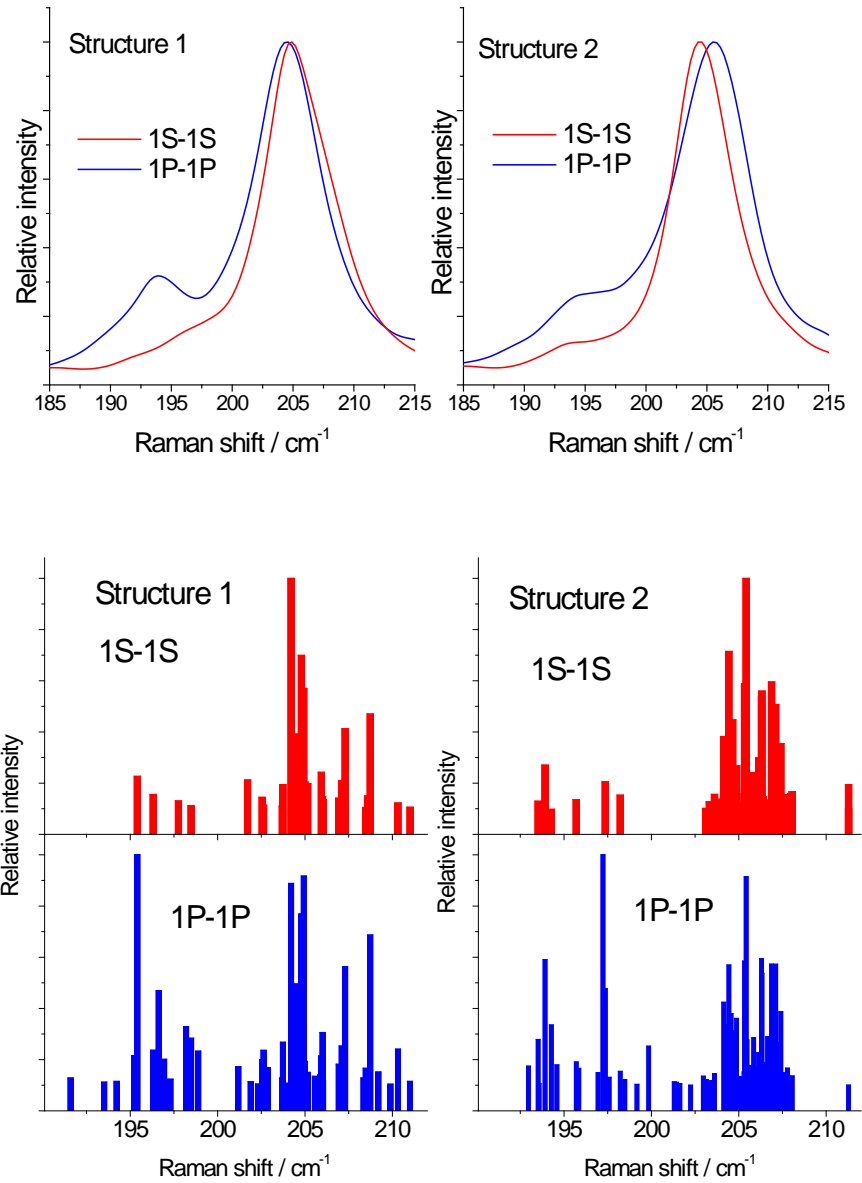 Structure 1
1S-1S
1P-1P
Relative intensity
185 190 195 200 205 210 215
Raman shift / cm-1
Structure 2
1S-1S
1P-1P
Relative intensity
185 190 195 200 205 210 215
Raman shift / cm-1
Structure 1
1S-1S
1P-1P
Relative intensity
195 200 205 210
Raman shift / cm-1
Structure 2
1S-1S
1P-1P
Relative intensity
195 200 205 210
Raman shift / cm-1